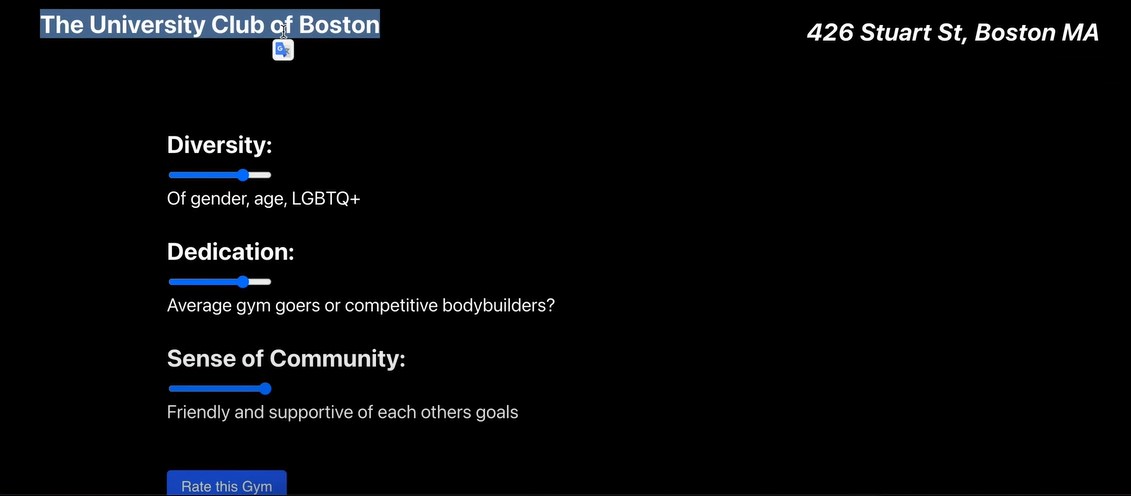 The University Club of Boston
426 Stuart St, Boston MA
Diversity:
Of gender, age, LGBTQ+
Dedication:
Average gym goers or competitive bodybuilders?
Sense of Community:
Friendly and supportive of each others goals
Rate this Gym